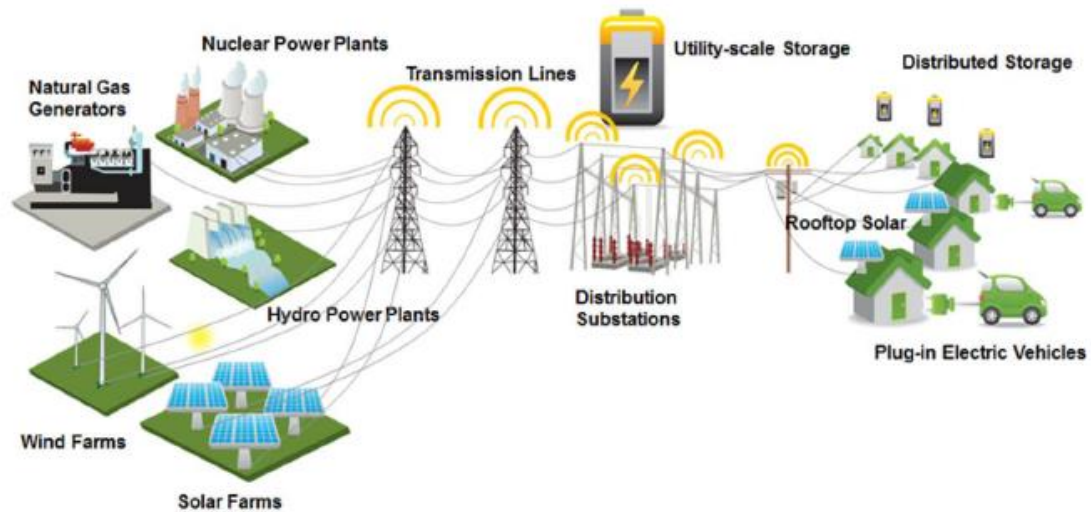 Nuclear Power Plants
Natural Gas
Generators
Transmission Lines
Utility-scale Storage
Distributed Storage
Rooftop Solar
Hydro Power Plants
Distribution
Substations
Plug-in Electric Vehicles
Wind Farms
Solar Farms